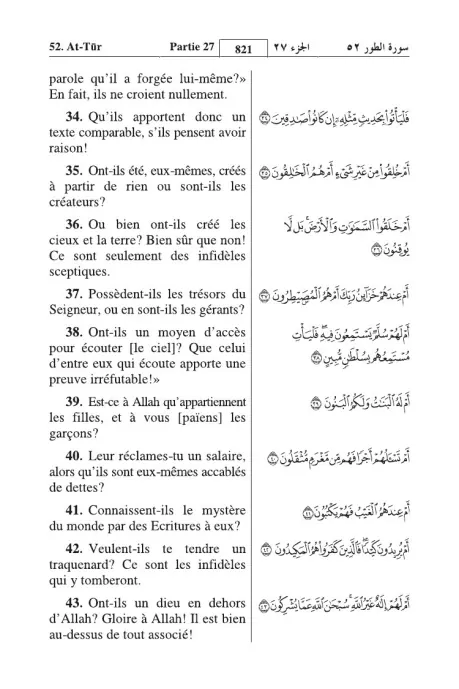 52. At-Tūr Partie 27 821 الجزء ٢٧ سورة الطور ٥٢
parole qu’il a forgée lui-même?»
En fait, ils ne croient nullement.
34. Qu’ils apportent donc un
texte comparable, s’ils pensent avoir
raison!
فَلْيَأْتُوا۟ بِحَدِيثٍ مِّثْلِهِۦٓ إِن كَانُوا۟ صَـٰدِقِينَ ٣٤
35. Ont-ils été, eux-mêmes, créés
à partir de rien ou sont-ils les
créateurs?
أَمْ خُلِقُوا۟ مِنْ غَيْرِ شَىْءٍ أَمْ هُمُ ٱلْخَـٰلِقُونَ ٣٥
36. Ou bien ont-ils créé les
cieux et la terre? Bien sûr que non!
Ce sont seulement des infidèles
sceptiques.
أَمْ خَلَقُوا۟ ٱلسَّمَـٰوَٰتِ وَٱلْأَرْضَ ۚ بَل لَّا
يُوقِنُونَ ٣٦
37. Possèdent-ils les trésors du
Seigneur, ou en sont-ils les gérants?
أَمْ عِندَهُمْ خَزَآئِنُ رَبِّكَ أَمْ هُمُ ٱلْمُصَۣيْطِرُونَ ٣٧
38. Ont-ils un moyen d’accès
pour écouter [le ciel]? Que celui
d’entre eux qui écoute apporte une
preuve irréfutable!»
أَمْ لَهُمْ سُلَّمٌ يَسْتَمِعُونَ فِيهِ ۖ فَلْيَأْتِ
مُسْتَمِعُهُم بِسُلْطَـٰنٍ مُّبِينٍ ٣٨
39. Est-ce à Allah qu’appartiennent
les filles, et à vous [païens] les
garçons?
أَمْ لَهُ ٱلْبَنَـٰتُ وَلَكُمُ ٱلْبَنُونَ ٣٩
40. Leur réclames-tu un salaire,
alors qu’ils sont eux-mêmes accablés
de dettes?
أَمْ تَسْـَٔلُهُمْ أَجْرًا فَهُم مِّن مَّغْرَمٍ مُّثْقَلُونَ ٤٠
41. Connaissent-ils le mystère
du monde par des Ecritures à eux?
أَمْ عِندَهُمُ ٱلْغَيْبُ فَهُمْ يَكْتُبُونَ ٤١
42. Veulent-ils te tendre un
traquenard? Ce sont les infidèles
qui y tomberont.
أَمْ يُرِيدُونَ كَيْدًا ۖ فَٱلَّذِينَ كَفَرُوا۟ هُمُ ٱلْمَكِيدُونَ ٤٢
43. Ont-ils un dieu en dehors
d’Allah? Gloire à Allah! Il est bien
au-dessus de tout associé!
أَمْ لَهُمْ إِلَـٰهٌ غَيْرُ ٱللَّهِ ۚ سُبْحَـٰنَ ٱللَّهِ عَمَّا يُشْرِكُونَ ٤٣